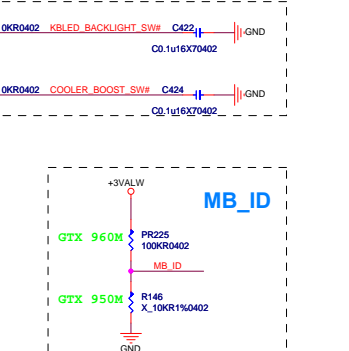 0KR0402 KBLED_BACKLIGHT_SW# C422 GND
C0.1u16X70402
0KR0402 COOLER_BOOST_SW# C424 GND
C0.1u16X70402
+3VALW
MB_ID
GTX 960M PR225
100KR0402
MB_ID
GTX 950M R146
X_10KR1%0402
GND